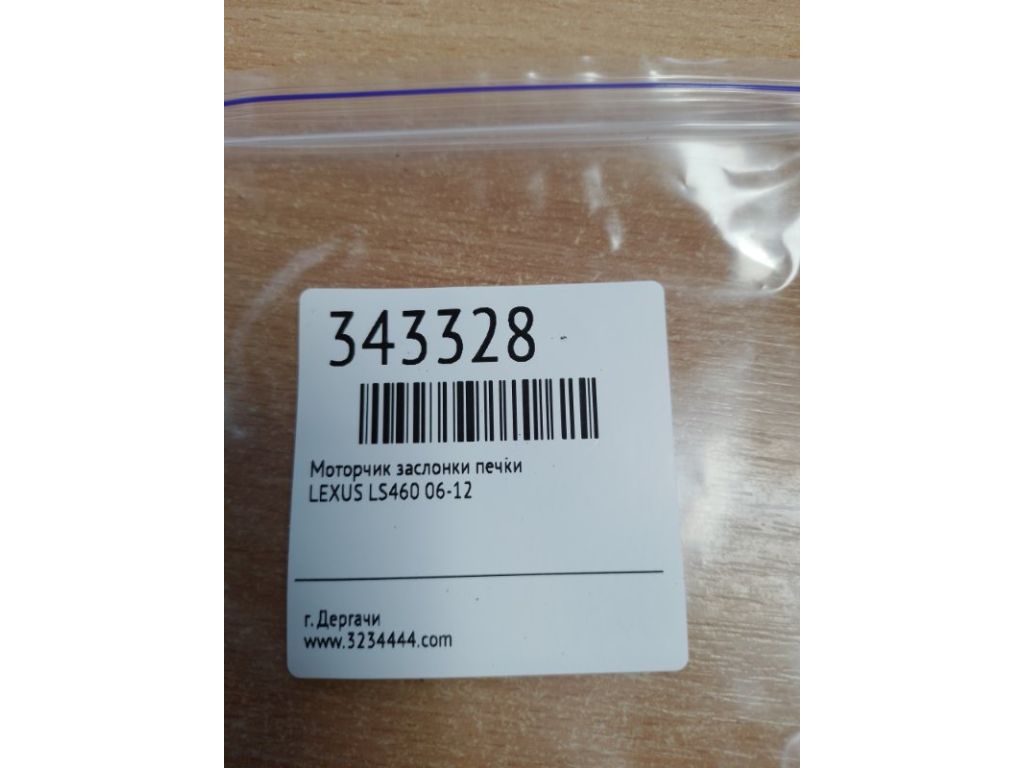 343328
Моторчик заслонки печки
LEXUS LS460 06-12
г. Дергачи
www.3234444.com